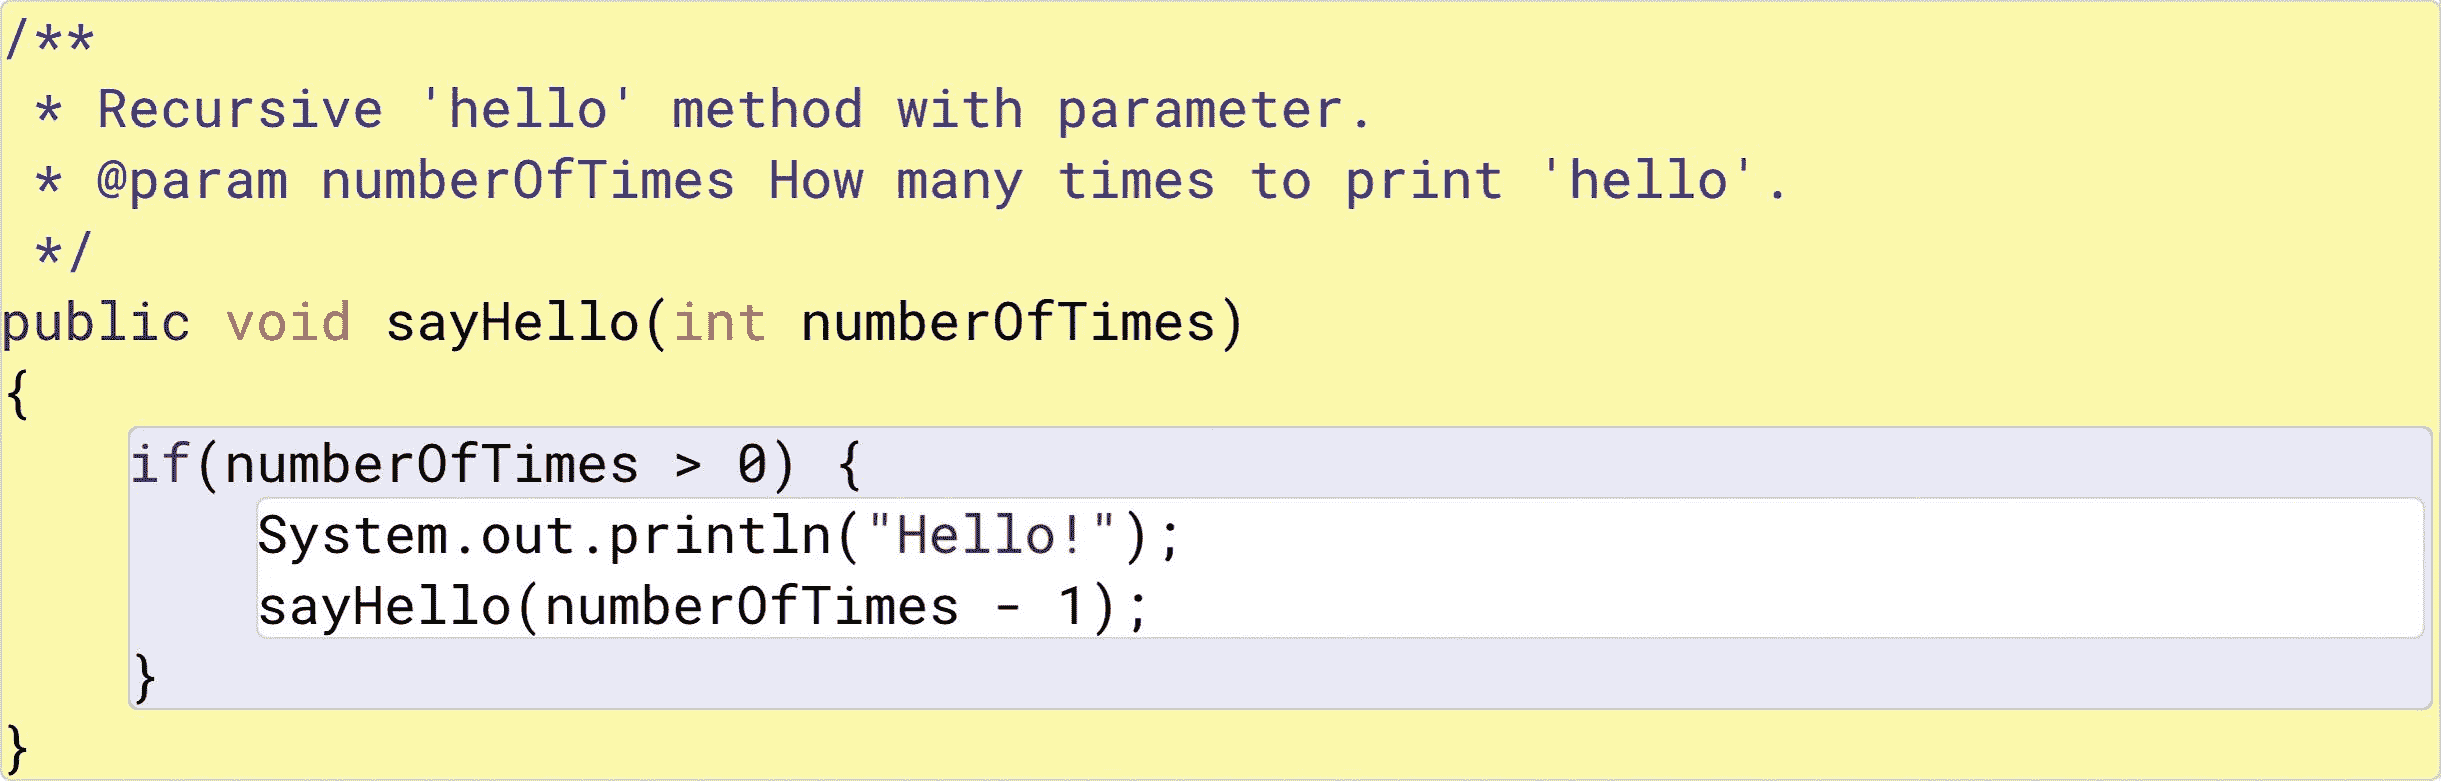 /**
 * Recursive 'hello' method with parameter.
 * @param numberOfTimes How many times to print 'hello'.
 */
public void sayHello(int numberOfTimes)
{
    if(numberOfTimes > 0) {
        System.out.println("Hello!");
        sayHello(numberOfTimes - 1);
    }
}